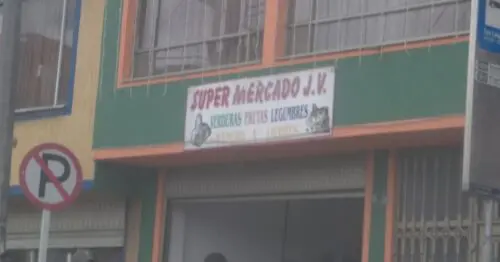 SUPER MERCADO J.V.
VERDURAS FRUTAS LEGUMBRES
P